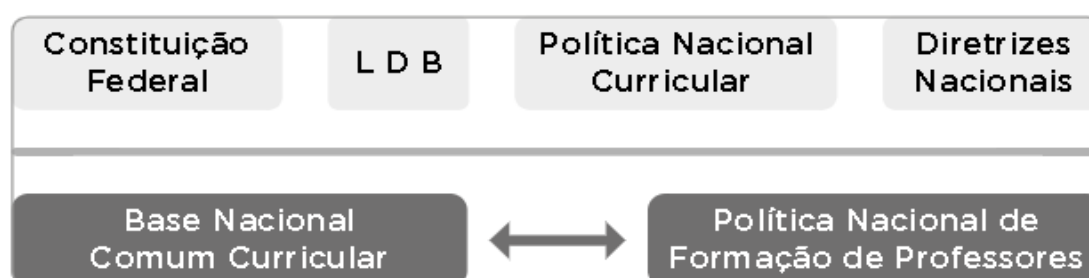 Constituição
Federal
L D B
Política Nacional
Curricular
Diretrizes
Nacionais
Base Nacional
Comum Curricular
Política Nacional de
Formação de Professores